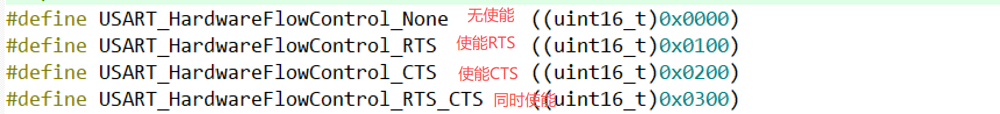 #define USART_HardwareFlowControl_None 无使能 ((uint16_t)0x0000)
#define USART_HardwareFlowControl_RTS 使能RTS ((uint16_t)0x0100)
#define USART_HardwareFlowControl_CTS 使能CTS ((uint16_t)0x0200)
#define USART_HardwareFlowControl_RTS_CTS 同时使能 ((uint16_t)0x0300)